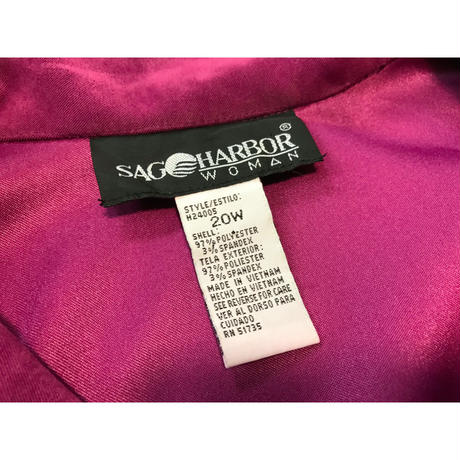 SAG HARBOR®
WOMAN
STYLE/ESTILO:
H24005
20W
SHELL:
97% POLYESTER
3% SPANDEX
TELA EXTERIOR:
97% POLIESTER
3% SPANDEX
MADE IN VIETNAM
HECHO EN VIETNAM
SEE REVERSE FOR CARE
VER AL DORSO PARA
CUIDADO
RN 51735